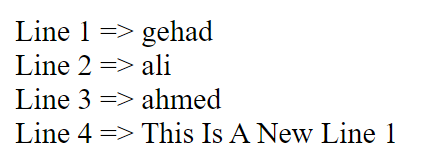 Line 1 => gehad
Line 2 => ali
Line 3 => ahmed
Line 4 => This Is A New Line 1